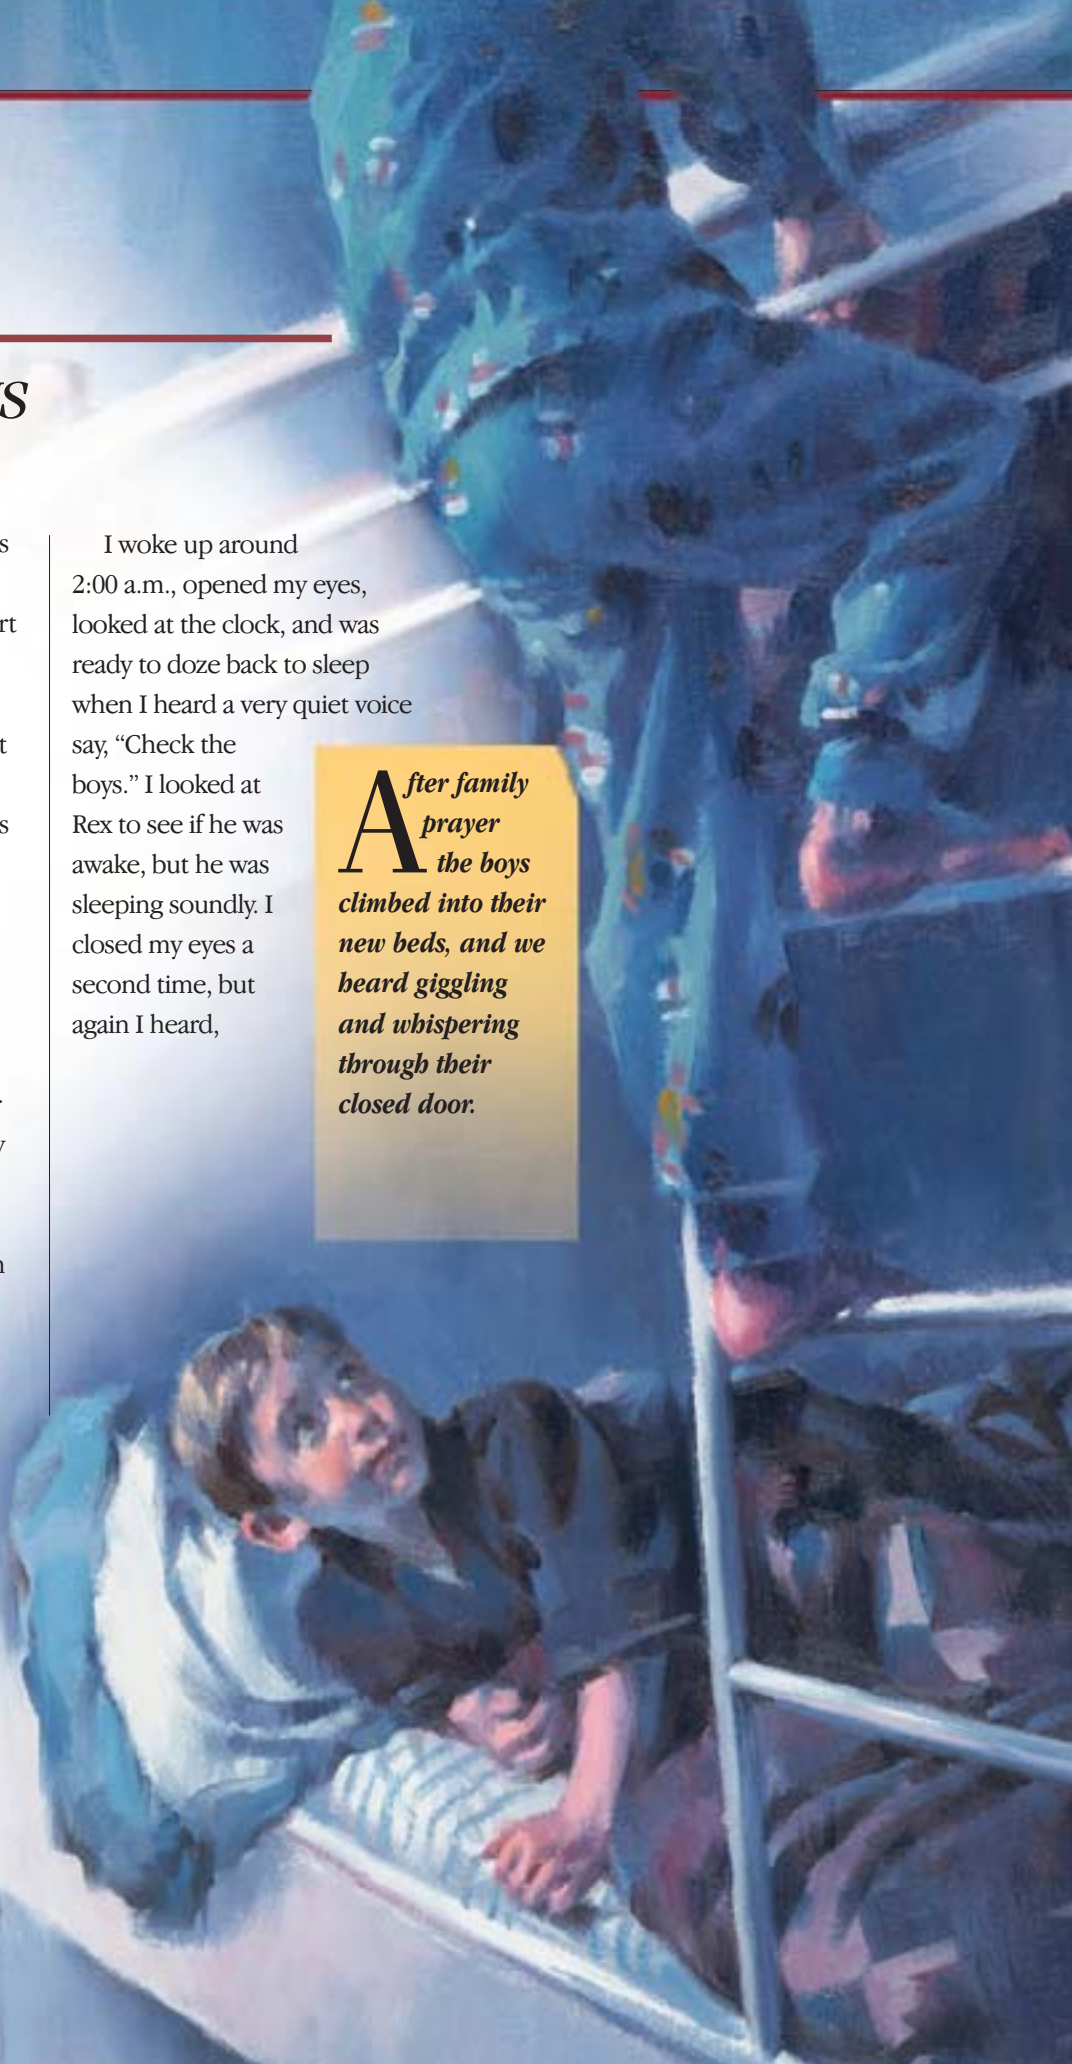 I woke up around
2:00 a.m., opened my eyes,
looked at the clock, and was
ready to doze back to sleep
when I heard a very quiet voice
say, “Check the
boys.” I looked at
Rex to see if he was
awake, but he was
sleeping soundly. I
closed my eyes a
second time, but
again I heard,
After family
prayer
the boys
climbed into their
new beds, and we
heard giggling
and whispering
through their
closed door.